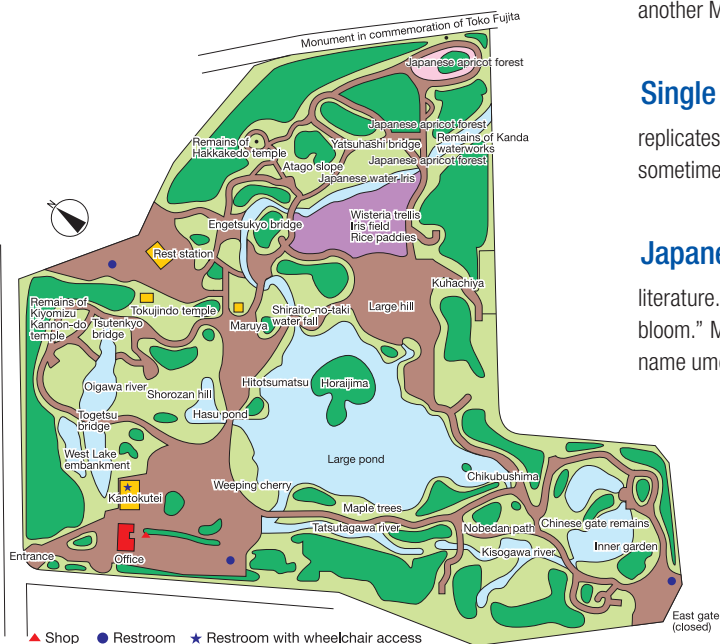 another M
Monument in commemoration of Toko Fujita
Japanese apricot forest
Single
replicates
sometime
Japanese apricot forest
Remains of Kanda
waterworks
Yatsuhashi bridge
Japanese apricot forest
Remains of
Hakkakedo temple
Atago slope
Japanese water Iris
N
Wisteria trellis
Iris field
Rice paddies
Engetsukyo bridge
Japane
literature.
bloom.” M
name ume
Rest station
Kuhachiya
Remains of
Kiyomizu
Kannon-do
temple
Tokujindo temple
Tsutenkyo
bridge
Maruya
Shiraito-no-taki
water fall
Large hill
Oigawa river
Shorozan hill
Hitotsumatsu
Horaijima
Togetsu
bridge
Hasu pond
West Lake
embankment
Large pond
Kantokutei
Weeping cherry
Chikubushima
Maple trees
Tatsutagawa river
Nobedan path
Chinese gate remains
Kisogawa river
Inner garden
Entrance
Office
East gate
(closed)
▲ Shop ● Restroom ★ Restroom with wheelchair access